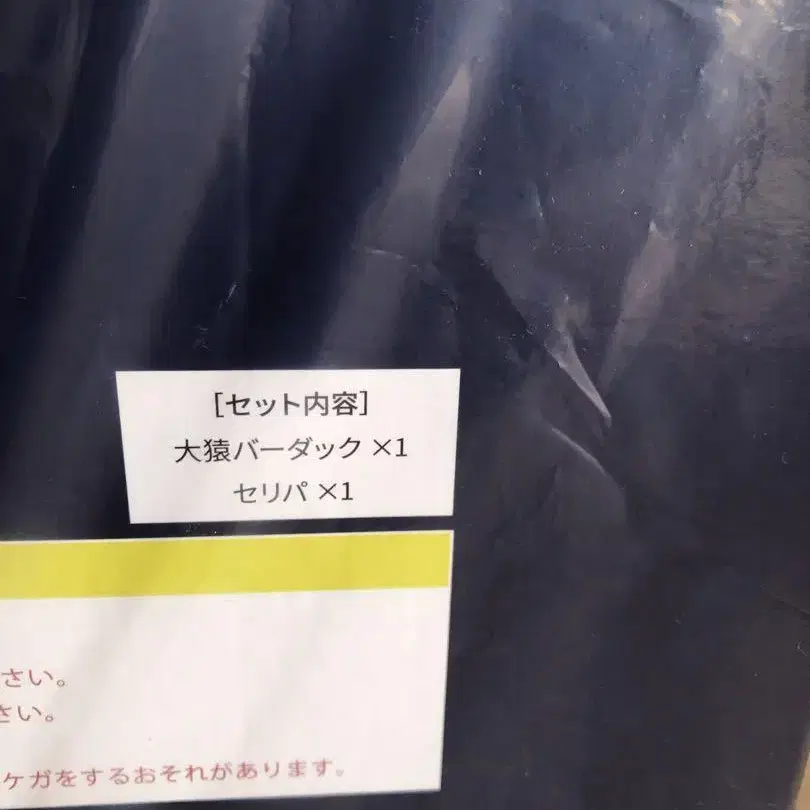 [セット内容]
大猿バーダック ×1
セリパ ×1
さい。
さい。
ケガをするおそれがあります。